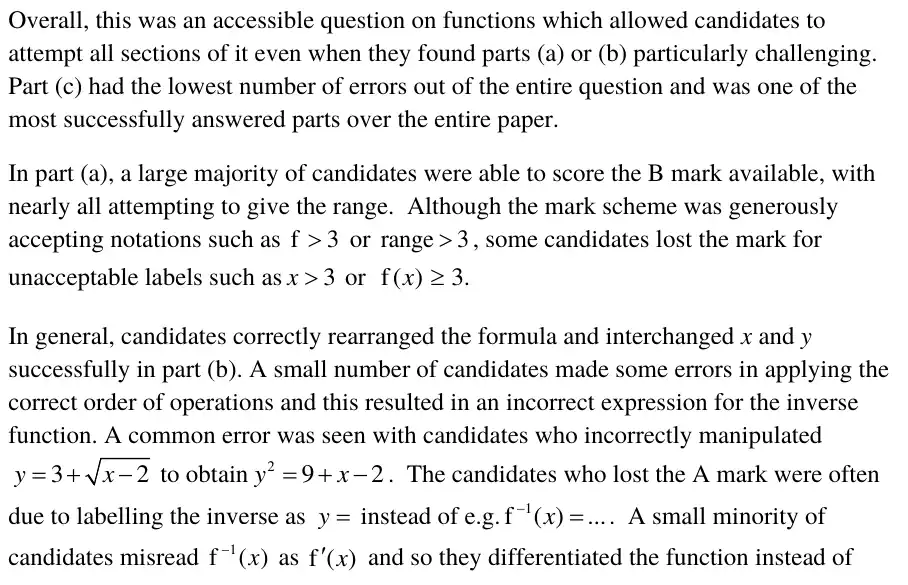 Overall, this was an accessible question on functions which allowed candidates to
attempt all sections of it even when they found parts (a) or (b) particularly challenging.
Part (c) had the lowest number of errors out of the entire question and was one of the
most successfully answered parts over the entire paper.
In part (a), a large majority of candidates were able to score the B mark available, with
nearly all attempting to give the range.  Although the mark scheme was generously
accepting notations such as f > 3 or range > 3, some candidates lost the mark for
unacceptable labels such as x > 3 or f(x) ≥ 3.
In general, candidates correctly rearranged the formula and interchanged x and y
successfully in part (b). A small number of candidates made some errors in applying the
correct order of operations and this resulted in an incorrect expression for the inverse
function. A common error was seen with candidates who incorrectly manipulated
y = 3 + √(x − 2) to obtain y² = 9 + x − 2.  The candidates who lost the A mark were often
due to labelling the inverse as y = instead of e.g. f⁻¹(x) = .... A small minority of
candidates misread f⁻¹(x) as f′(x) and so they differentiated the function instead of